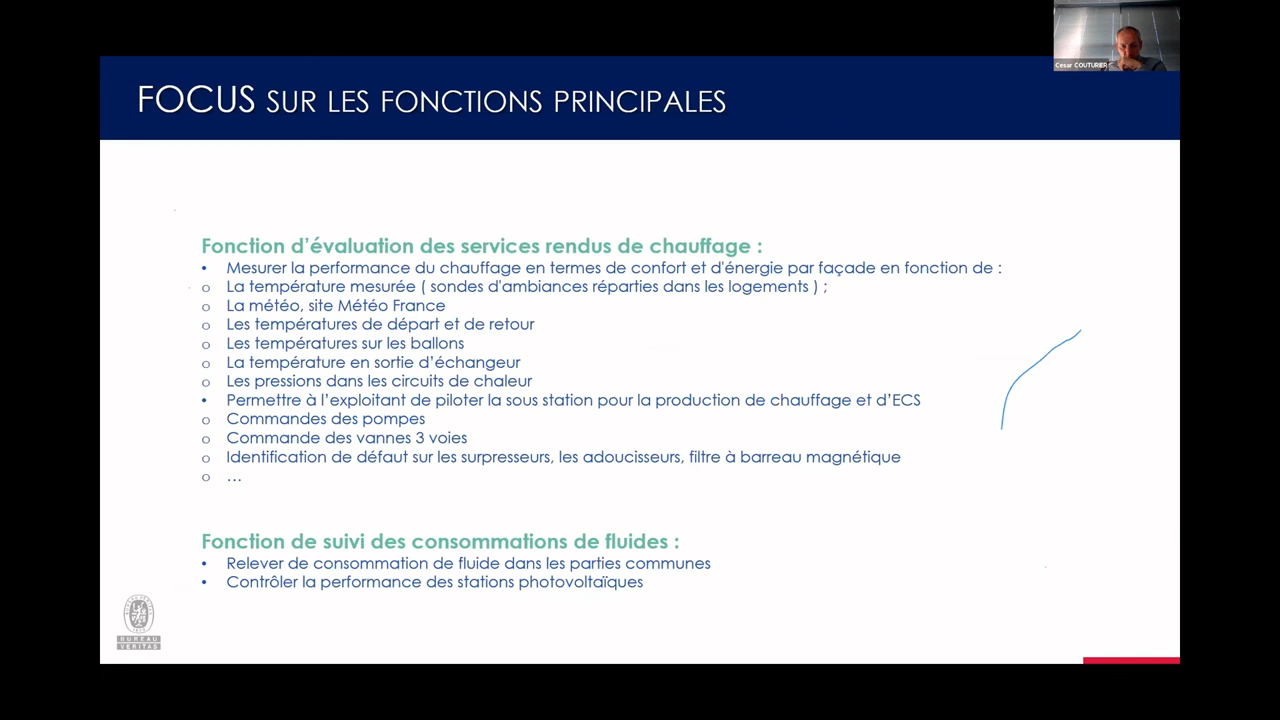 Cesar COUTURIER
FOCUS SUR LES FONCTIONS PRINCIPALES
Fonction d’évaluation des services rendus de chauffage :
• Mesurer la performance du chauffage en termes de confort et d'énergie par façade en fonction de :
o La température mesurée ( sondes d'ambiances réparties dans les logements ) ;
o La météo, site Météo France
o Les températures de départ et de retour
o Les températures sur les ballons
o La température en sortie d’échangeur
o Les pressions dans les circuits de chaleur
• Permettre à l’exploitant de piloter la sous station pour la production de chauffage et d’ECS
o Commandes des pompes
o Commande des vannes 3 voies
o Identification de défaut sur les surpresseurs, les adoucisseurs, filtre à barreau magnétique
o …
Fonction de suivi des consommations de fluides :
• Relever de consommation de fluide dans les parties communes
• Contrôler la performance des stations photovoltaïques
BUREAU
VERITAS